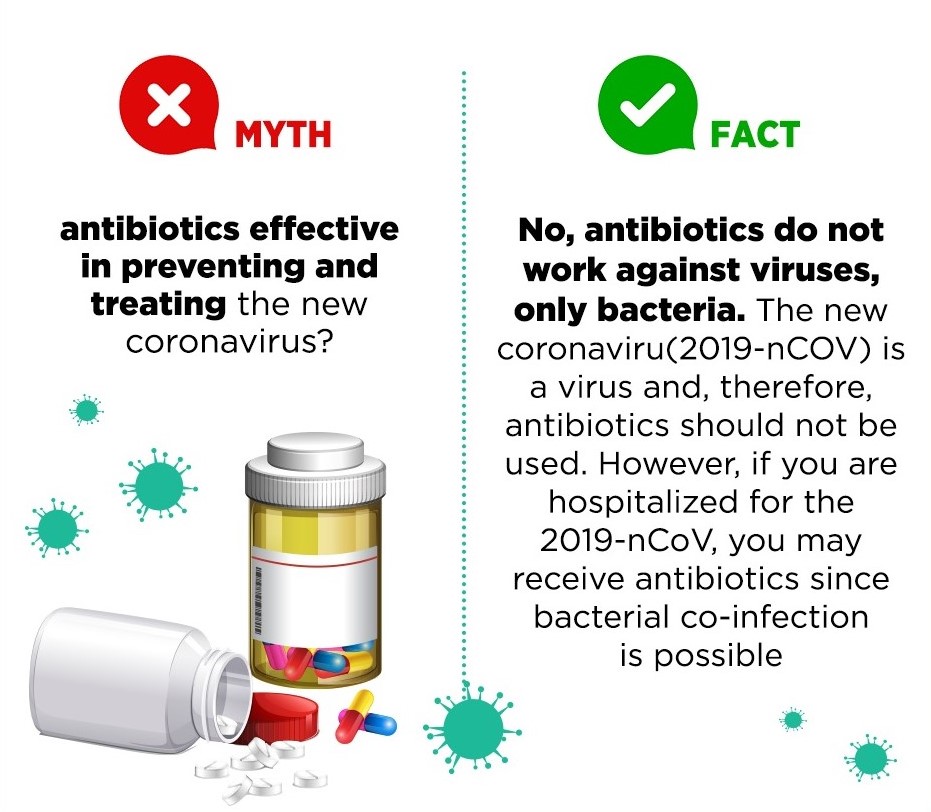 MYTH
antibiotics effective
in preventing and
treating the new
coronavirus?
FACT
No, antibiotics do not
work against viruses,
only bacteria. The new
coronaviru(2019-nCOV) is
a virus and, therefore,
antibiotics should not be
used. However, if you are
hospitalized for the
2019-nCoV, you may
receive antibiotics since
bacterial co-infection
is possible